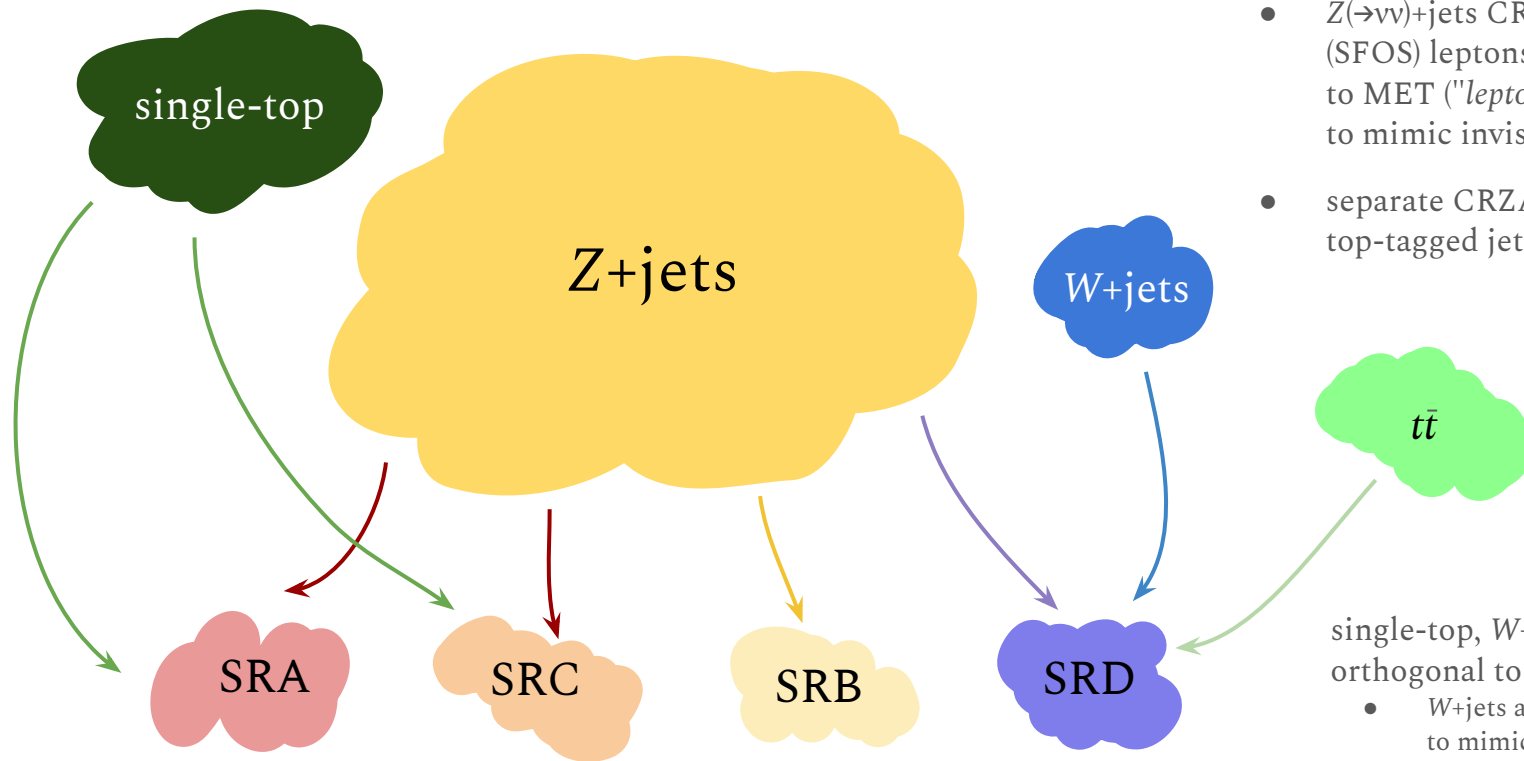 single-top
Z+jets
W+jets
tt̄
SRA
SRC
SRB
SRD
● Z(→νν)+jets CR
(SFOS) leptons
to MET ("lepto
to mimic invis
● separate CRZA
top-tagged jet
single-top, W+
orthogonal to
● W+jets a
to mimic